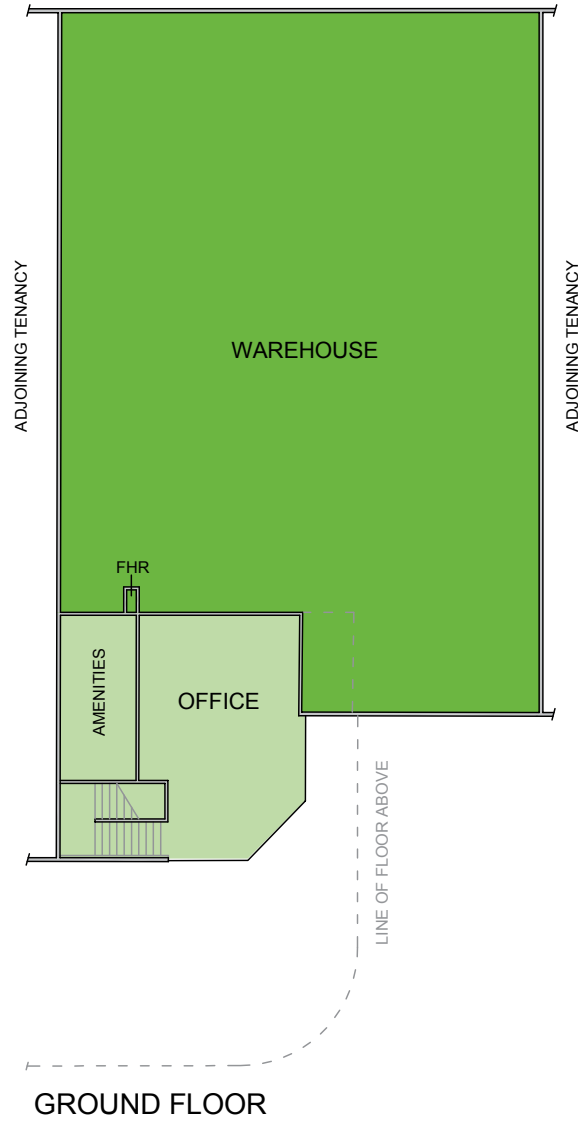 ADJOINING TENANCY
ADJOINING TENANCY
WAREHOUSE
FHR
AMENITIES
OFFICE
LINE OF FLOOR ABOVE
GROUND FLOOR